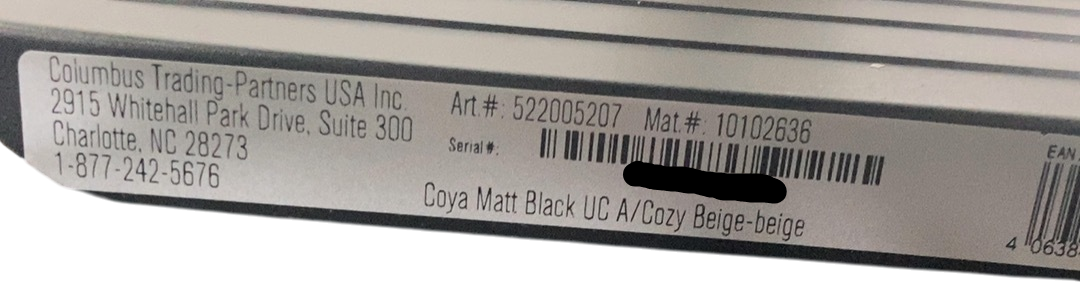 Columbus Trading-Partners USA Inc.
2915 Whitehall Park Drive, Suite 300
Charlotte, NC 28273
1-877-242-5676
Art.#: 522005207 Mat.#: 10102636
Serial#:
Coya Matt Black UC A/Cozy Beige-beige
EAN
4 0638